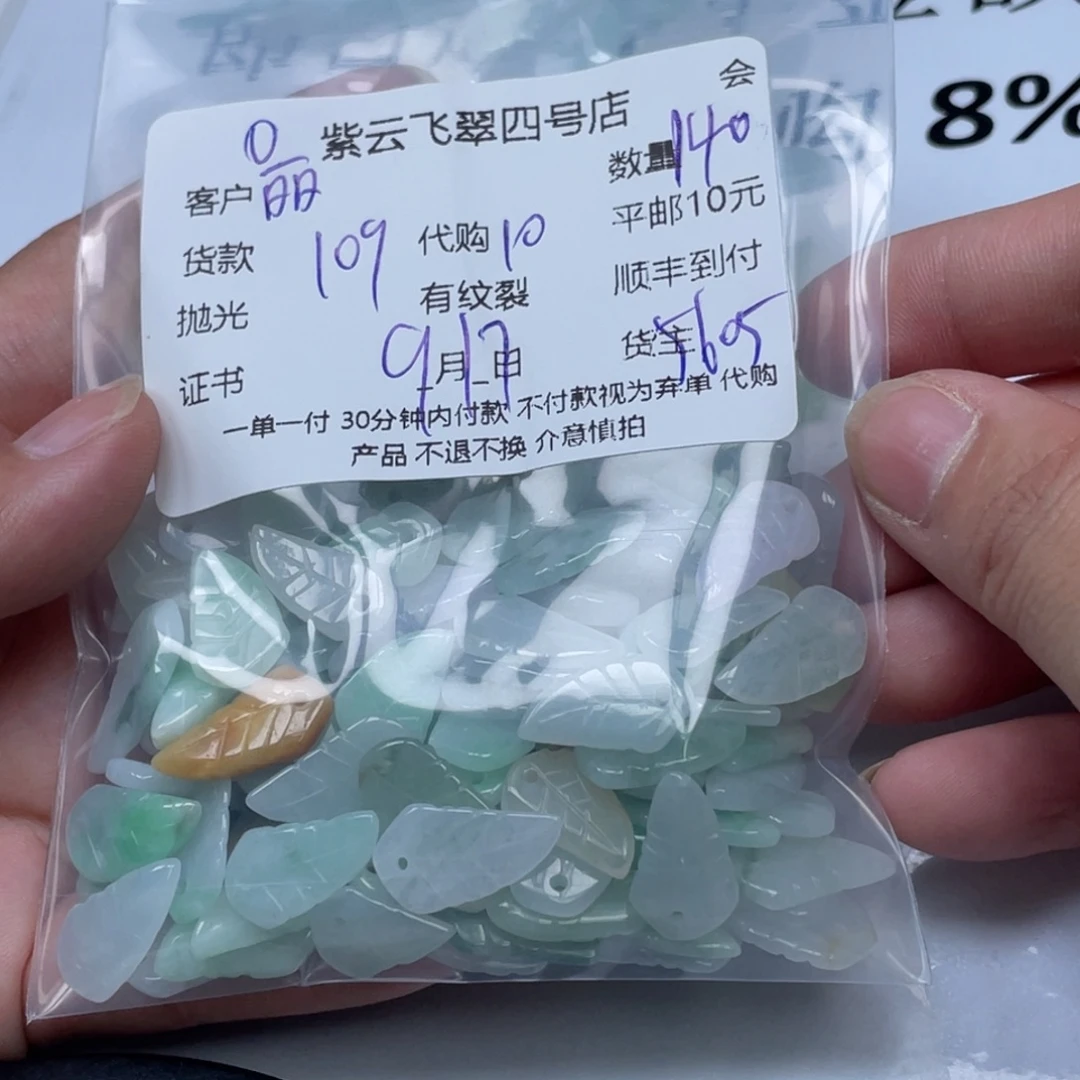 8%
会
紫云飞翠四号店
数量 140
客户
平邮10元
货款 109 代购 10
顺丰到付
抛光 有纹裂
货主 565
证书 9月17日
一单一付 30分钟内付款 不付款视为弃单 代购
产品 不退不换 介意慎拍